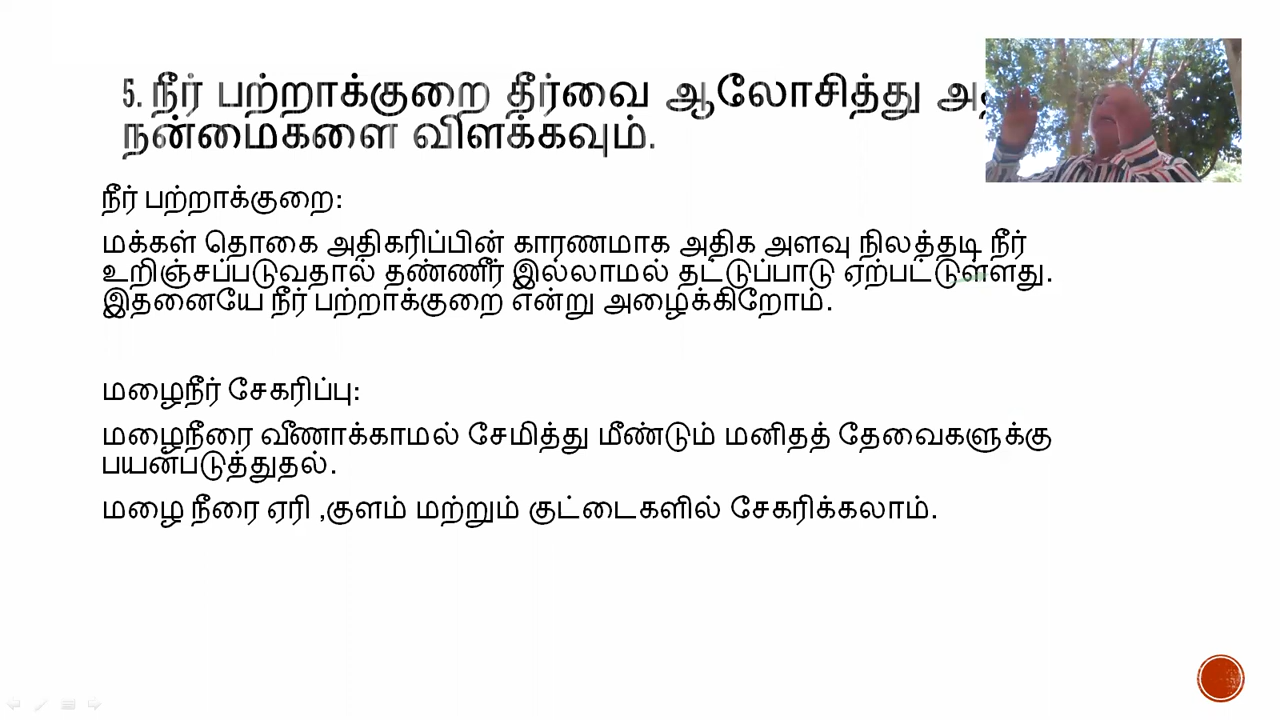 5. நீர் பற்றாக்குறை தீர்வை ஆலோசித்து
நன்மைகளை விளக்கவும்.
நீர் பற்றாக்குறை:
மக்கள் தொகை அதிகரிப்பின் காரணமாக அதிக அளவு நிலத்தடி நீர்
உறிஞ்சப்படுவதால் தண்ணீர் இல்லாமல் தட்டுப்பாடு ஏற்பட்டுள்ளது.
இதனையே நீர் பற்றாக்குறை என்று அழைக்கிறோம்.
மழைநீர் சேகரிப்பு:
மழைநீரை வீணாக்காமல் சேமித்து மீண்டும் மனிதத் தேவைகளுக்கு
பயன்படுத்துதல்.
மழை நீரை ஏரி ,குளம் மற்றும் குட்டைகளில் சேகரிக்கலாம்.